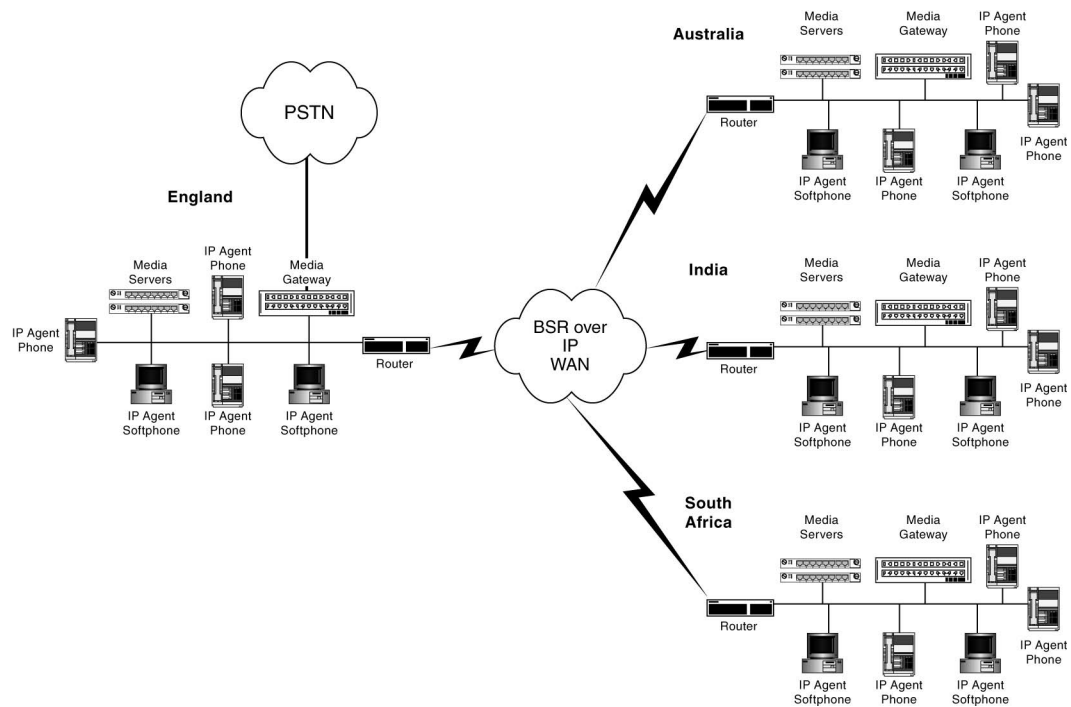 PSTN
England
Media
Servers
IP Agent
Phone
Media
Gateway
IP Agent
Phone
Router
IP Agent
Softphone
IP Agent
Phone
IP Agent
Softphone
BSR over
IP
WAN
Australia
Media
Servers
Media
Gateway
IP Agent
Phone
Router
IP Agent
Softphone
IP Agent
Phone
IP Agent
Softphone
IP Agent
Phone
India
Media
Servers
Media
Gateway
IP Agent
Phone
Router
IP Agent
Softphone
IP Agent
Phone
IP Agent
Softphone
IP Agent
Phone
South
Africa
Media
Servers
Media
Gateway
IP Agent
Phone
Router
IP Agent
Softphone
IP Agent
Phone
IP Agent
Softphone
IP Agent
Phone